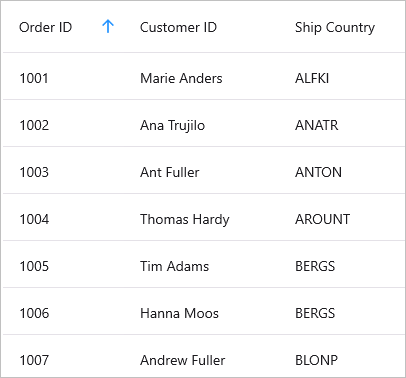 Order ID Customer ID Ship Country
1001 Marie Anders ALFKI
1002 Ana Trujilo ANATR
1003 Ant Fuller ANTON
1004 Thomas Hardy AROUNT
1005 Tim Adams BERGS
1006 Hanna Moos BERGS
1007 Andrew Fuller BLONP